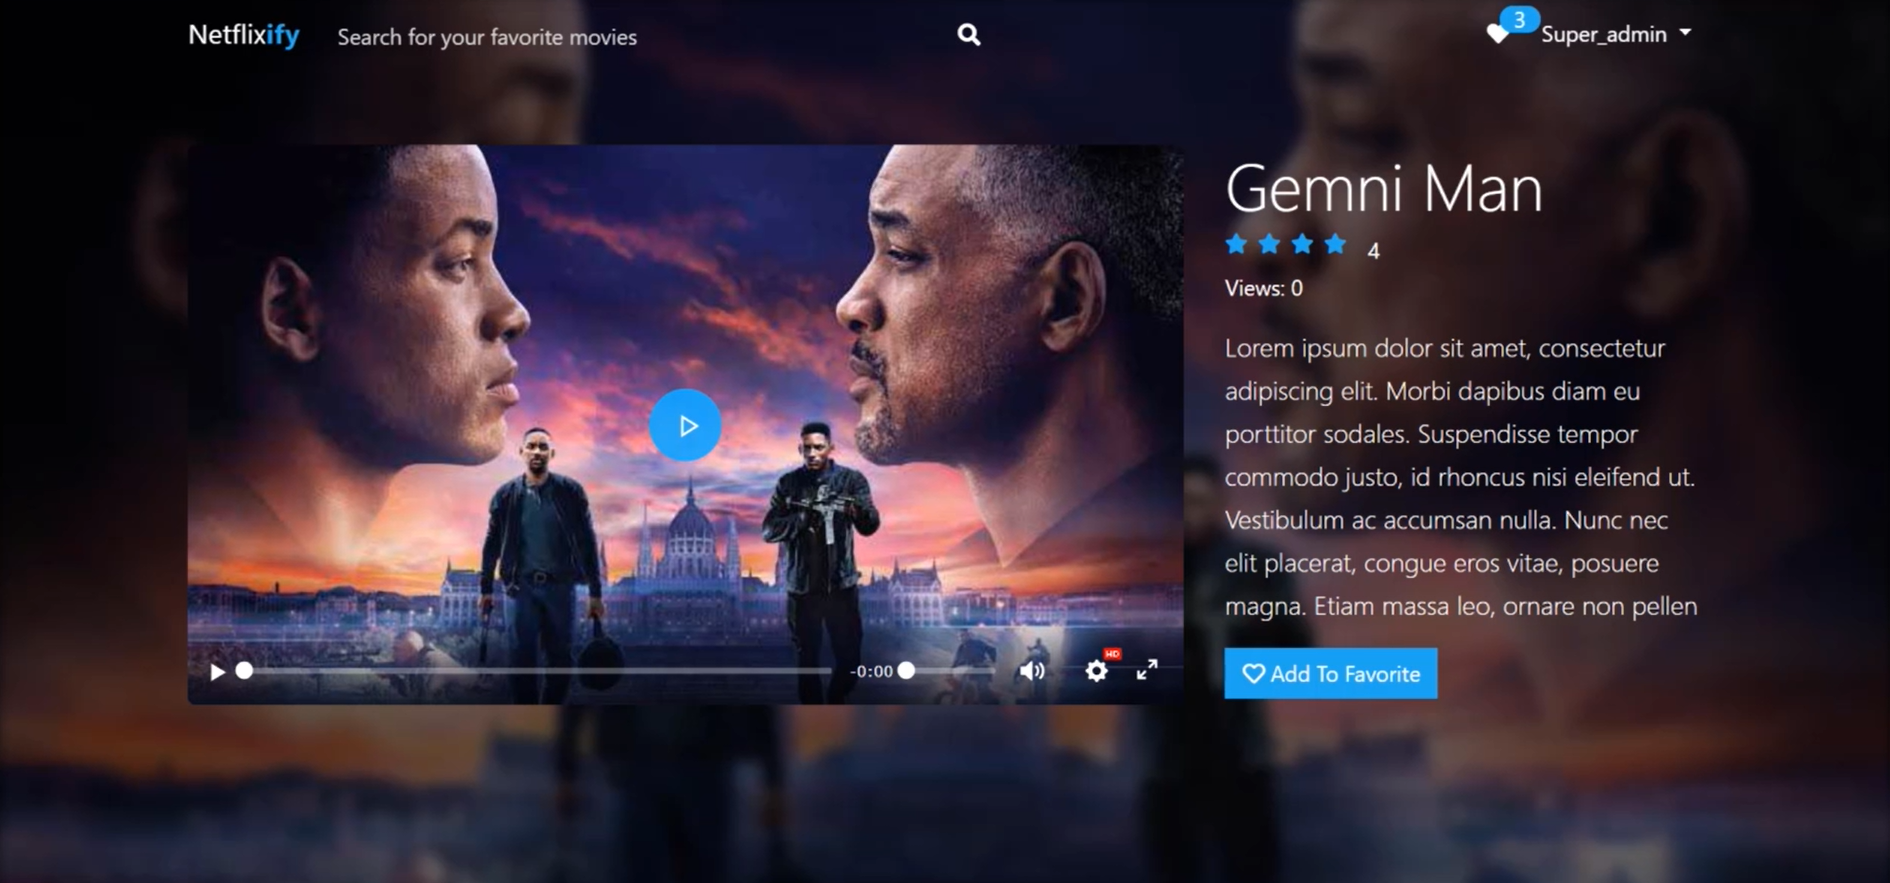 Netflixify
Search for your favorite movies
3
Super_admin
Gemni Man
4
Views: 0
Lorem ipsum dolor sit amet, consectetur
adipiscing elit. Morbi dapibus diam eu
porttitor sodales. Suspendisse tempor
commodo justo, id rhoncus nisi eleifend ut.
Vestibulum ac accumsan nulla. Nunc nec
elit placerat, congue eros vitae, posuere
magna. Etiam massa leo, ornare non pellen
-0:00
HD
Add To Favorite